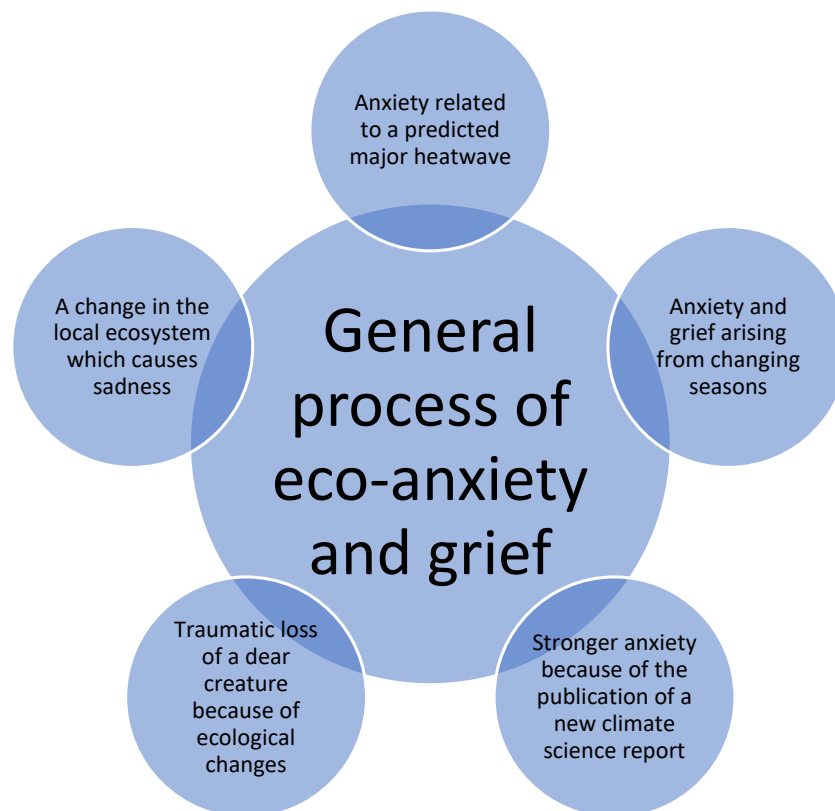 Anxiety related
to a predicted
major heatwave
A change in the
local ecosystem
which causes
sadness
General
process of
eco-anxiety
and grief
Anxiety and
grief arising
from changing
seasons
Traumatic loss
of a dear
creature
because of
ecological
changes
Stronger anxiety
because of the
publication of a
new climate
science report